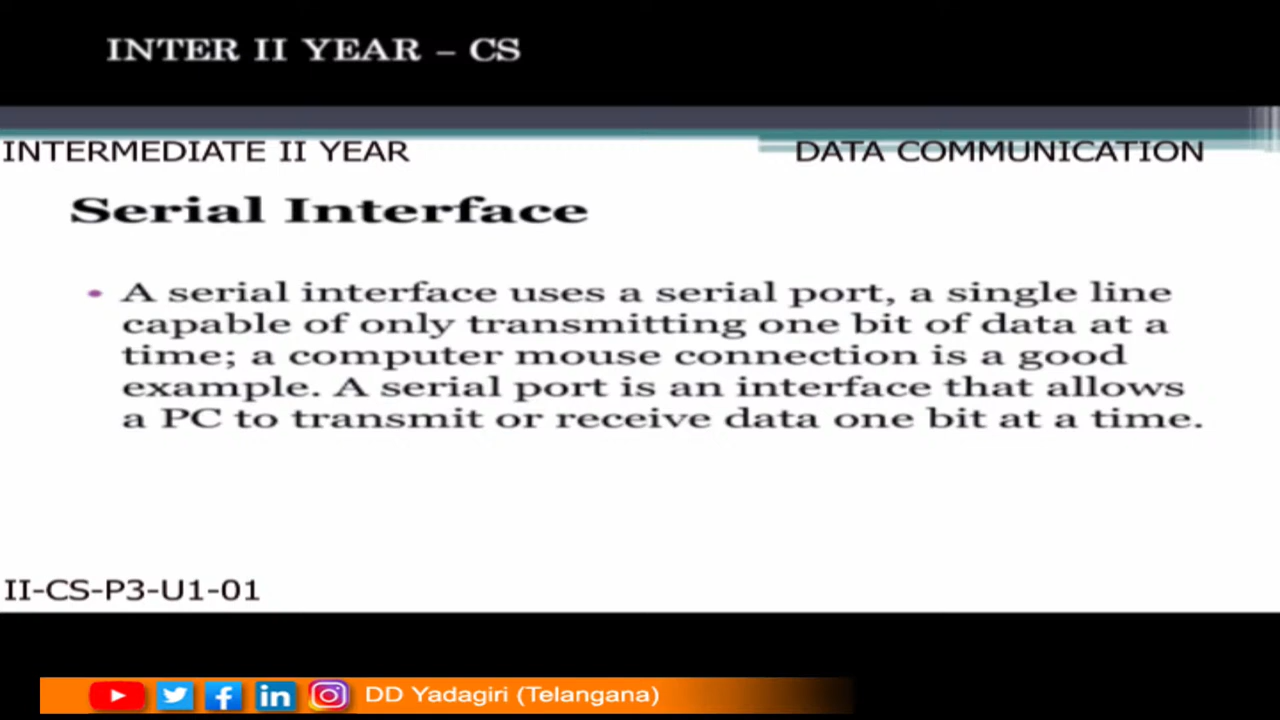 INTER II YEAR – CS
INTERMEDIATE II YEAR
DATA COMMUNICATION
Serial Interface
• A serial interface uses a serial port, a single line
capable of only transmitting one bit of data at a
time; a computer mouse connection is a good
example. A serial port is an interface that allows
a PC to transmit or receive data one bit at a time.
II-CS-P3-U1-01
DD Yadagiri (Telangana)